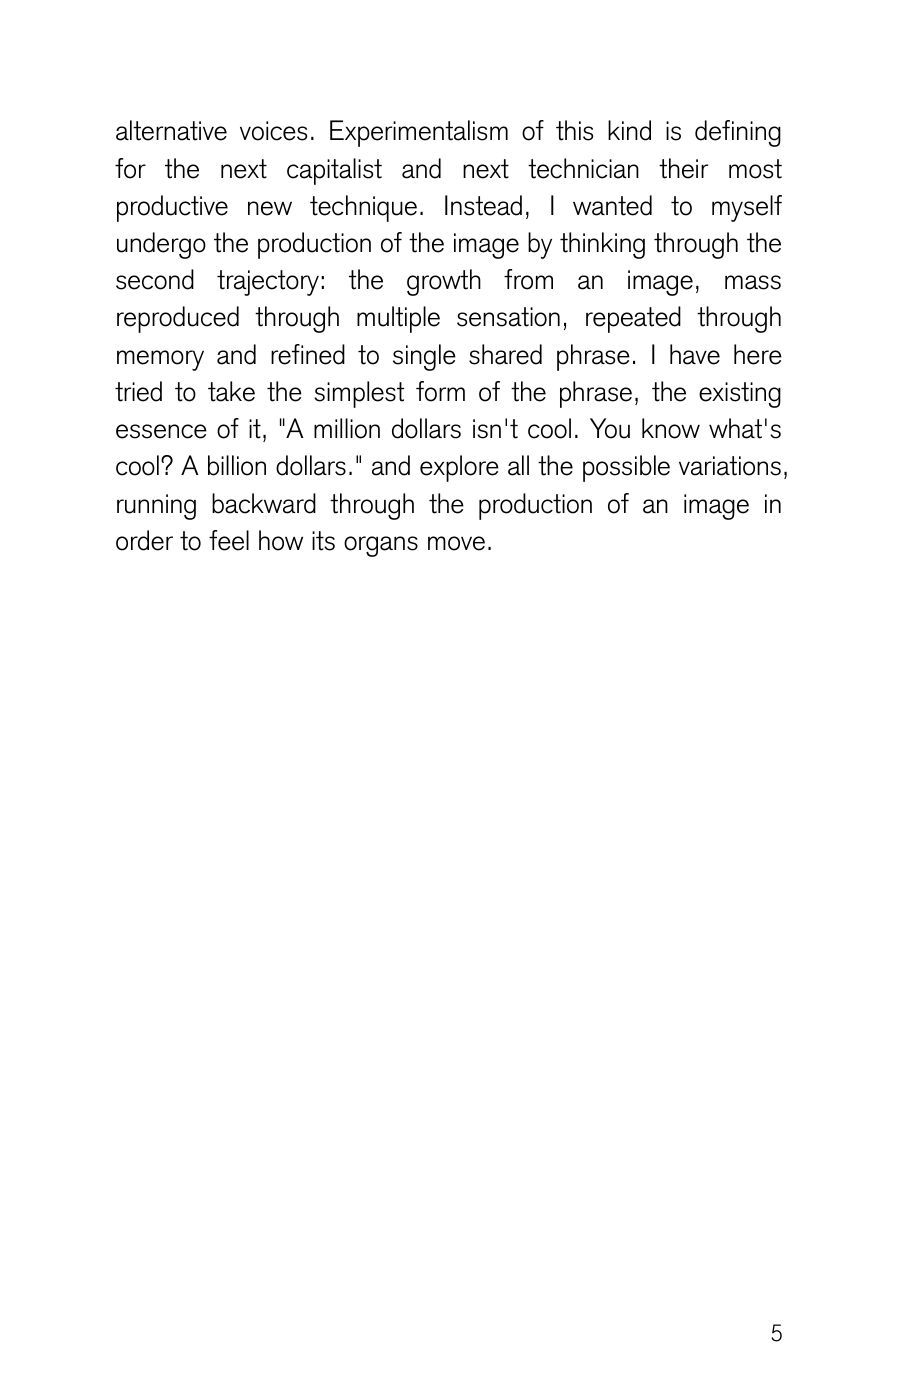 alternative voices. Experimentalism of this kind is defining
for the next capitalist and next technician their most
productive new technique. Instead, I wanted to myself
undergo the production of the image by thinking through the
second trajectory: the growth from an image, mass
reproduced through multiple sensation, repeated through
memory and refined to single shared phrase. I have here
tried to take the simplest form of the phrase, the existing
essence of it, "A million dollars isn't cool. You know what's
cool? A billion dollars." and explore all the possible variations,
running backward through the production of an image in
order to feel how its organs move.
5